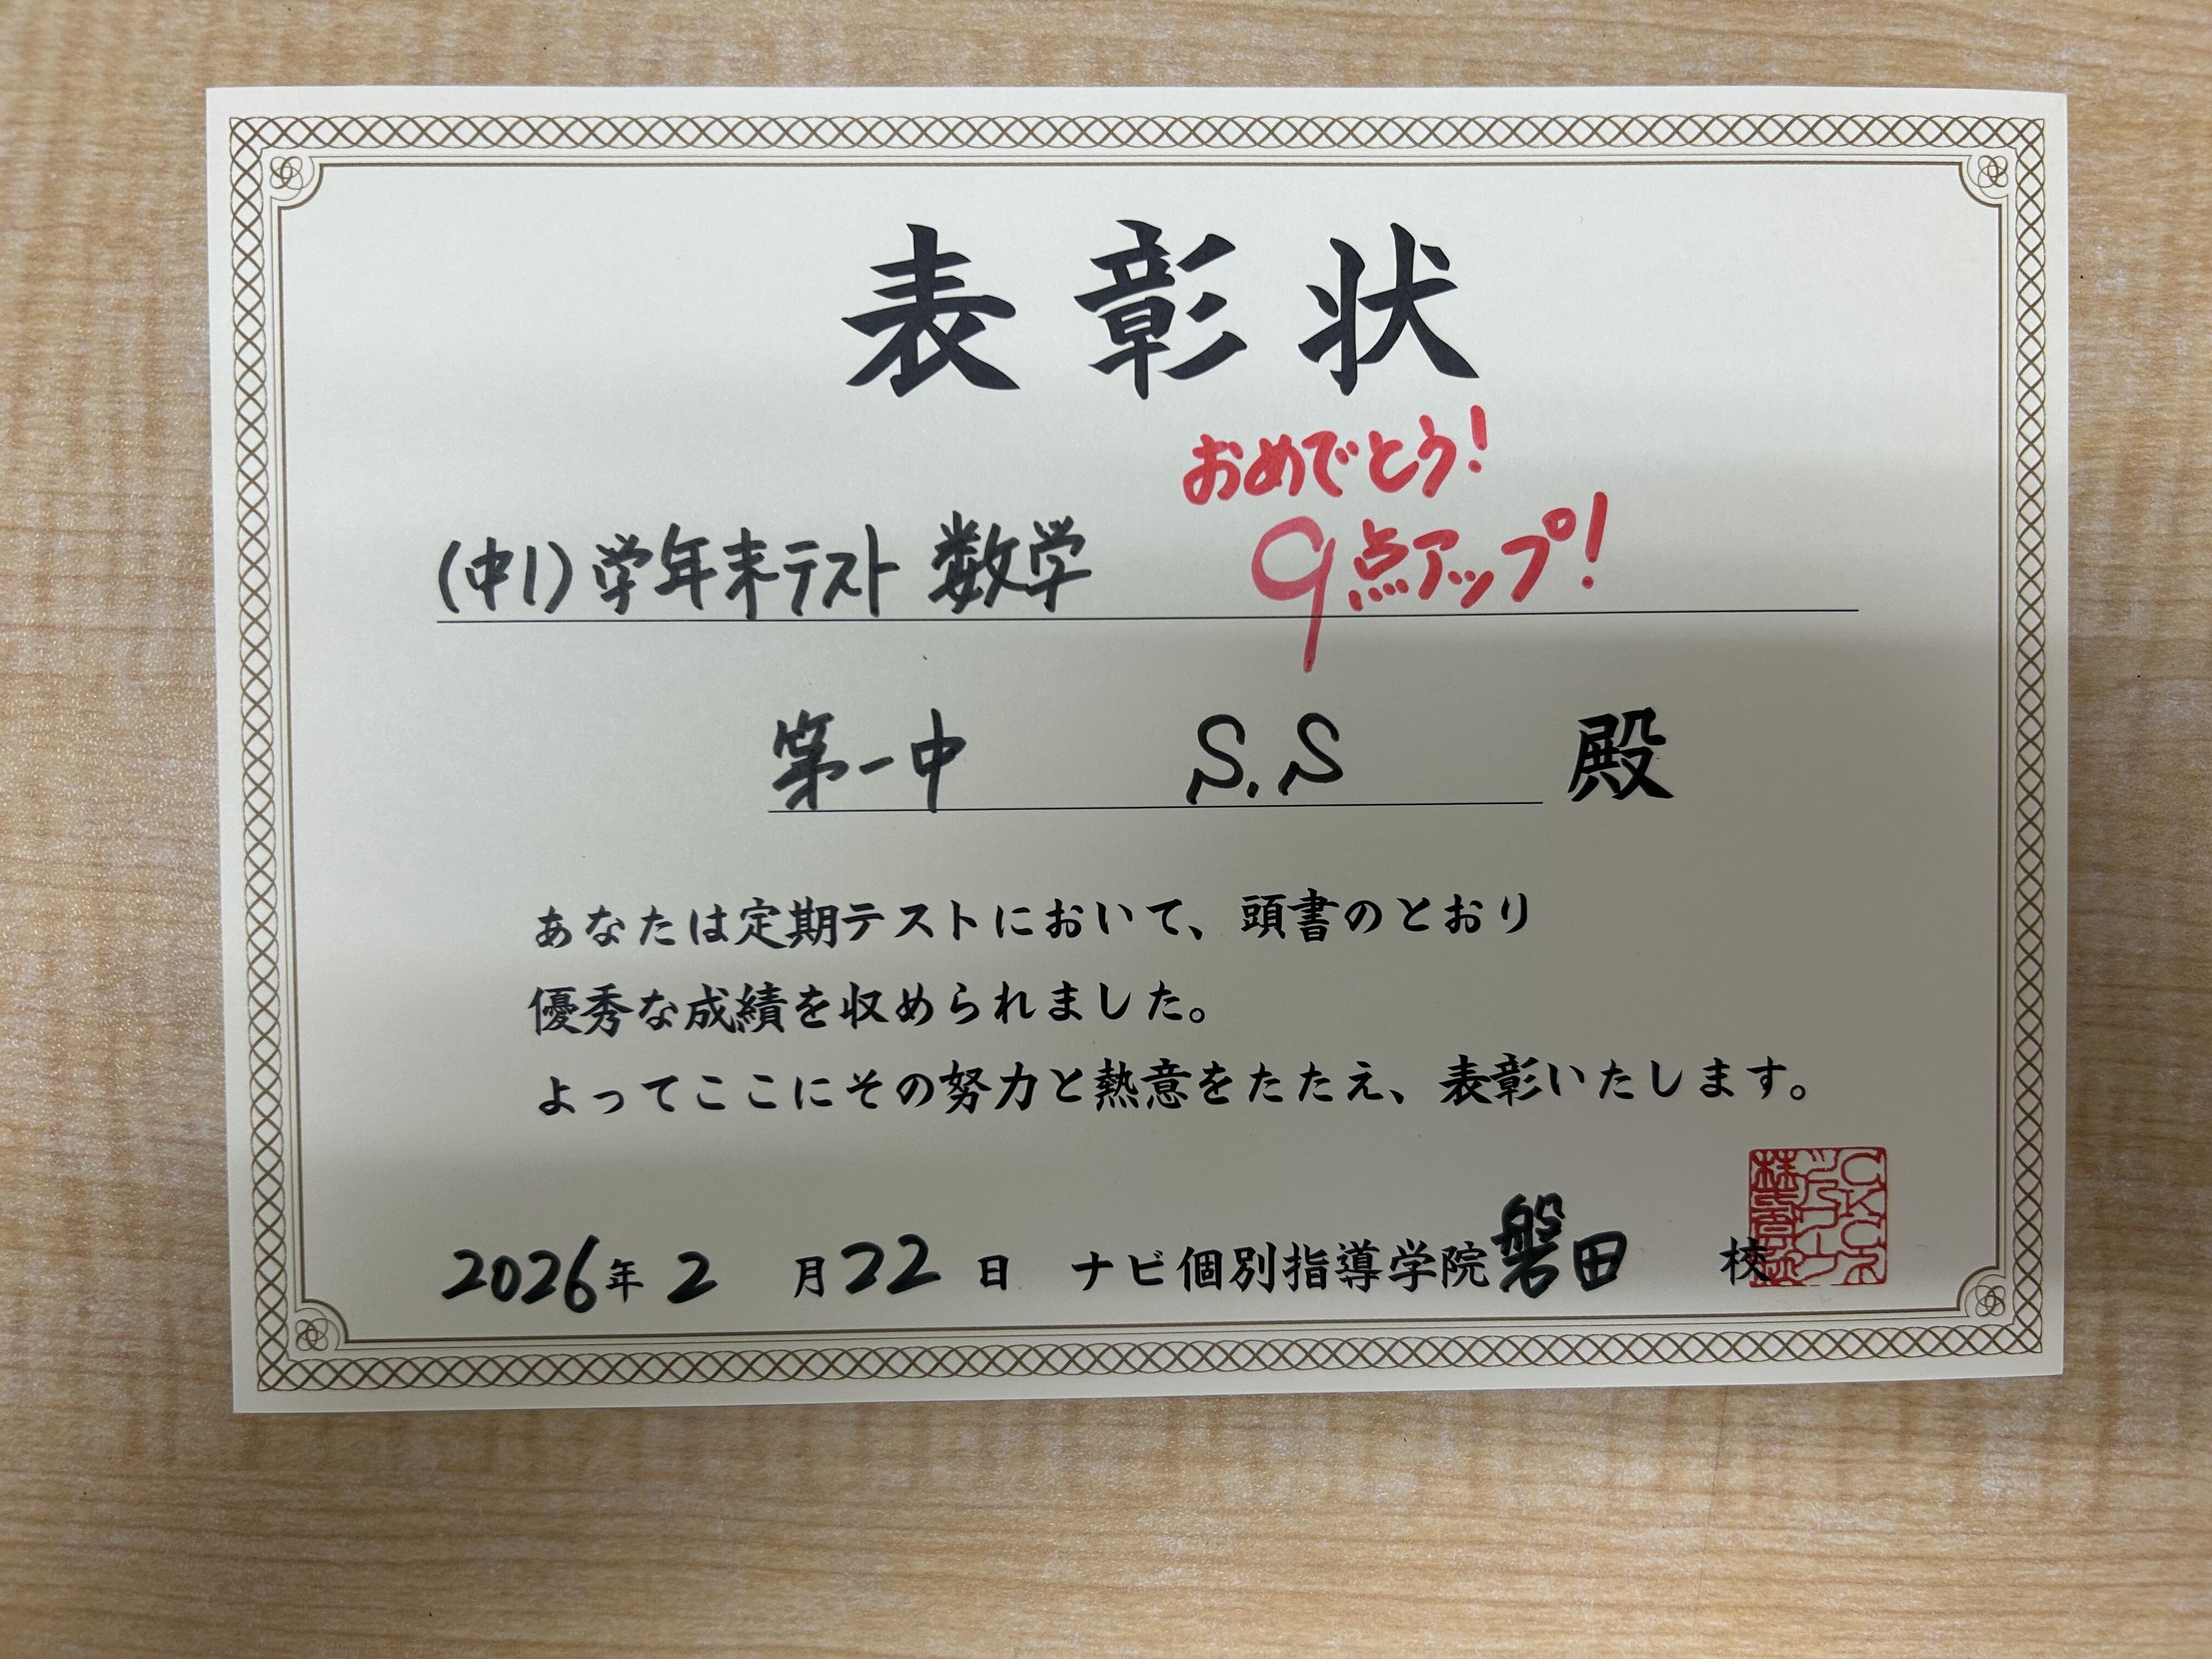 表彰状
おめでとう!
(中1)学年末テスト 数学 9点アップ!
第一中 S.S 殿
あなたは定期テストにおいて、頭書のとおり
優秀な成績を収められました。
よってここにその努力と熱意をたたえ、表彰いたします。
2026年2月22日 ナビ個別指導学院磐田校